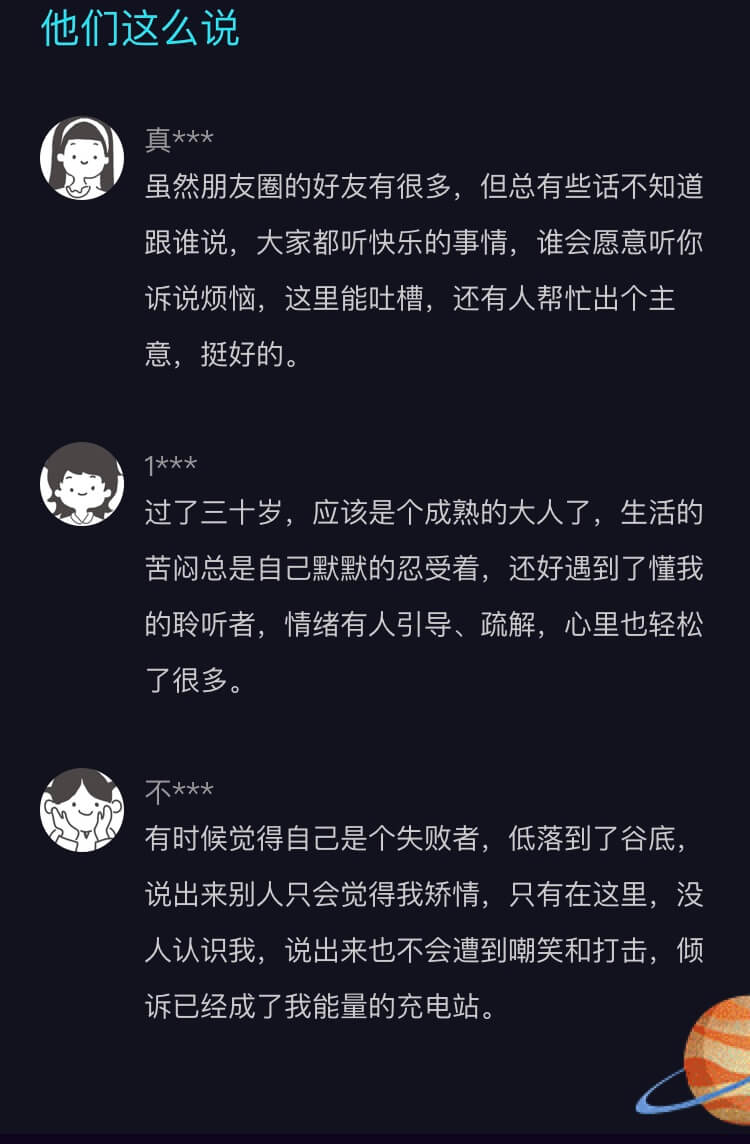 他们这么说
真***
虽然朋友圈的好友有很多，但总有些话不知道
跟谁说，大家都听快乐的事情，谁会愿意听你
诉说烦恼，这里能吐槽，还有人帮忙出个主
意，挺好的。
1***
过了三十岁，应该是个成熟的大人了，生活的
苦闷总是自己默默的忍受着，还好遇到了懂我
的聆听者，情绪有人引导、疏解，心里也轻松
了很多。
不***
有时候觉得自己是个失败者，低落到了谷底，
说出来别人只会觉得我矫情，只有在这里，没
人认识我，说出来也不会遭到嘲笑和打击，倾
诉已经成了我能量的充电站。